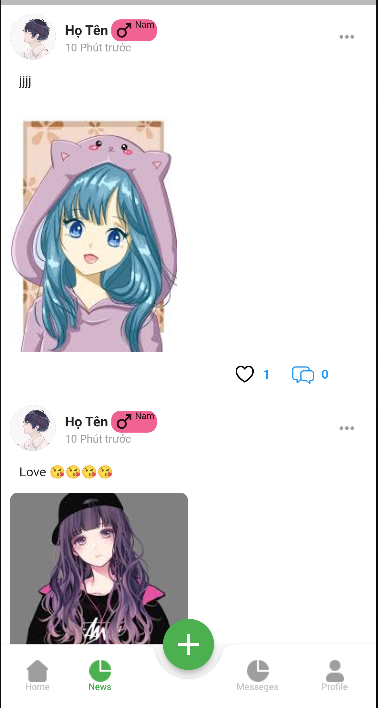 Họ Tên Nam
10 Phút trước
jjjj
1 0
Họ Tên Nam
10 Phút trước
Love 😘😘😘😘
Home News Messeges Profile